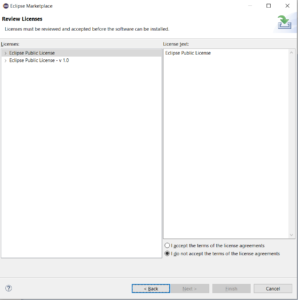 Eclipse Marketplace
Review Licenses
Licenses must be reviewed and accepted before the software can be installed.
Licenses:
License text:
Eclipse Public License
Eclipse Public License - v 1.0
Eclipse Public License
I accept the terms of the license agreements
I do not accept the terms of the license agreements
?
< Back
Next >
Finish
Cancel